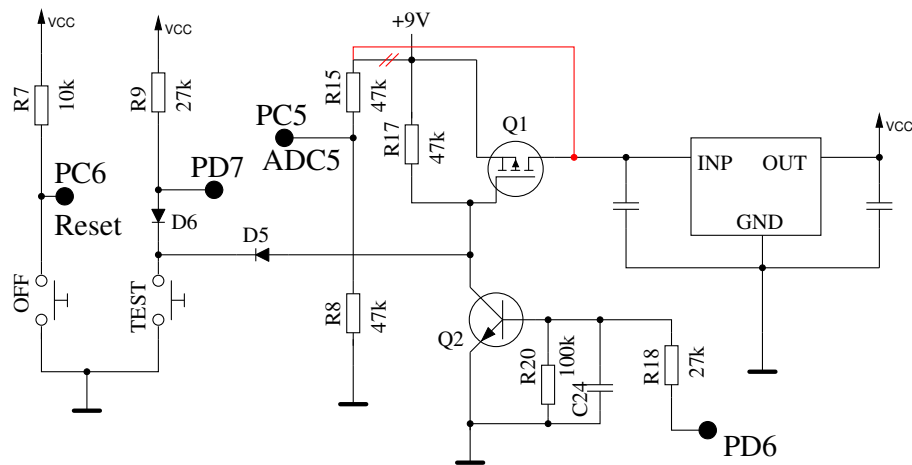 VCC
VCC
+9V
R7
10k
R9
27k
R15
47k
PC5
ADC5
R17
47k
Q1
VCC
INP
OUT
GND
PC6
Reset
PD7
D6
D5
OFF
TEST
R8
47k
Q2
R20
100k
C24
R18
27k
PD6